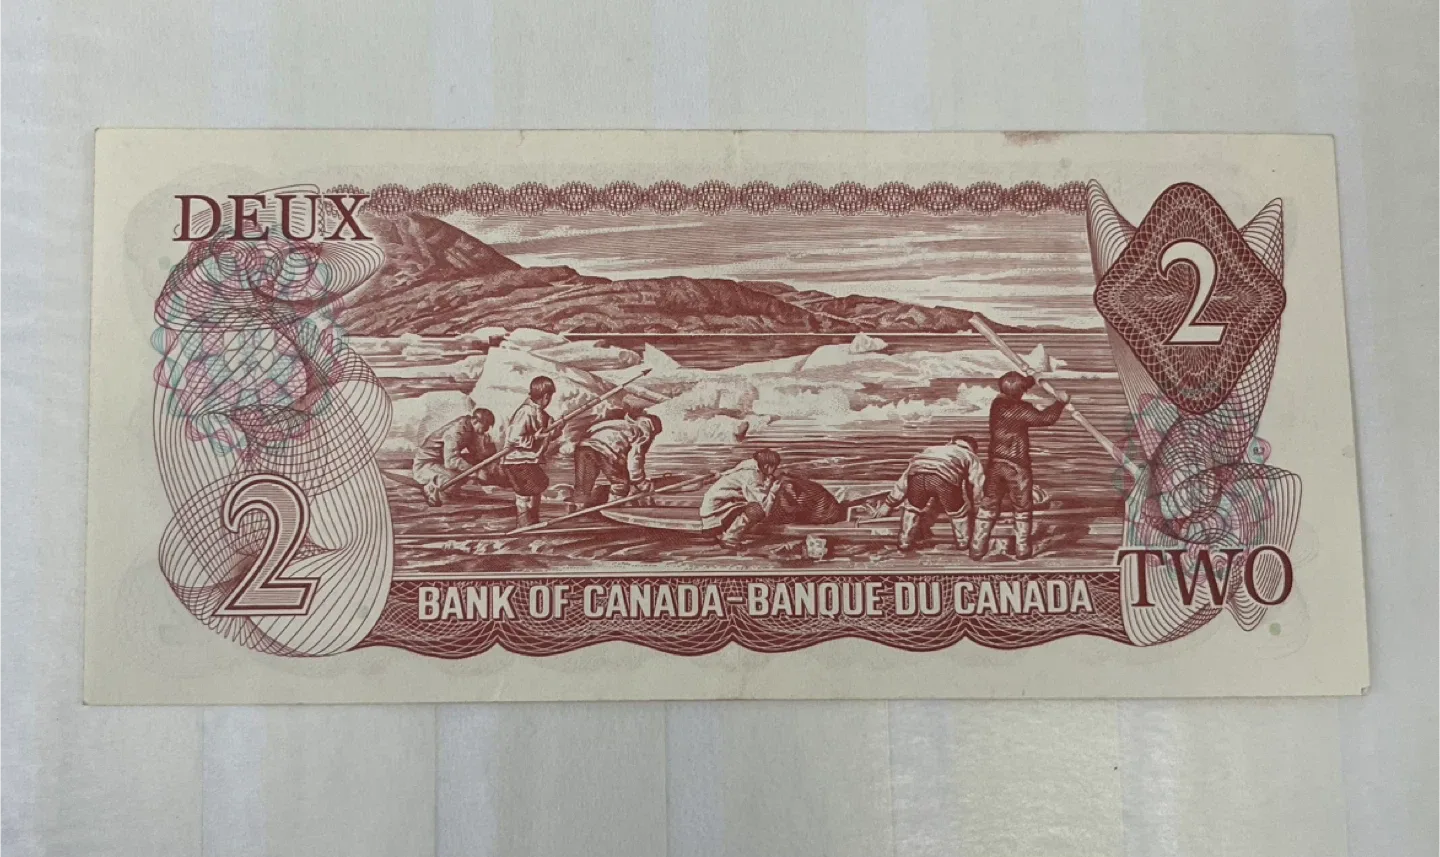 DEUX
2
2
BANK OF CANADA-BANQUE DU CANADA
TWO